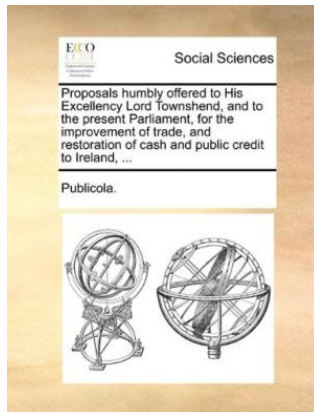 ECCO
Social Sciences
Proposals humbly offered to His
Excellency Lord Townshend, and to
the present Parliament, for the
improvement of trade, and
restoration of cash and public credit
to Ireland, ...
Publicola.